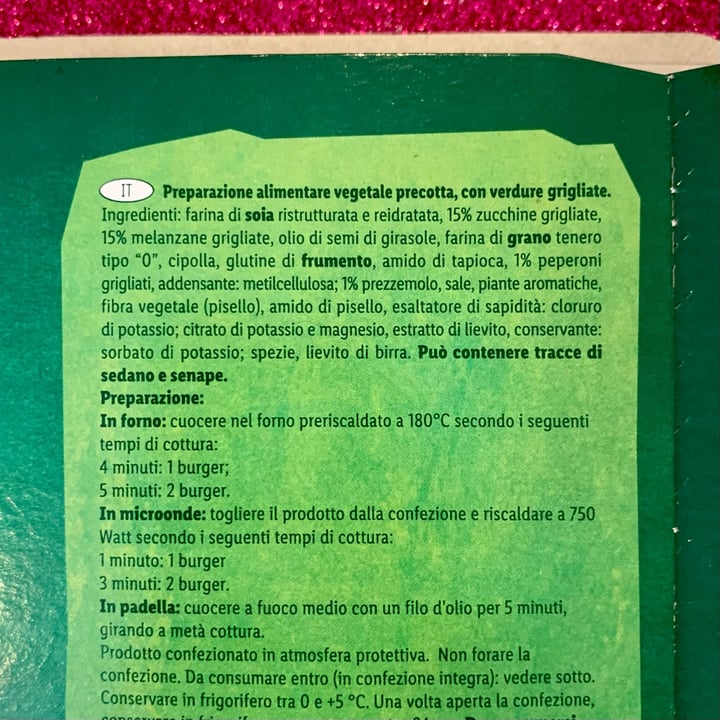 IT Preparazione alimentare vegetale precotta, con verdure grigliate.
Ingredienti: farina di soia ristrutturata e reidratata, 15% zucchine grigliate,
15% melanzane grigliate, olio di semi di girasole, farina di grano tenero
tipo "0", cipolla, glutine di frumento, amido di tapioca, 1% peperoni
grigliati, addensante: metilcellulosa; 1% prezzemolo, sale, piante aromatiche,
fibra vegetale (pisello), amido di pisello, esaltatore di sapidità: cloruro
di potassio; citrato di potassio e magnesio, estratto di lievito, conservante:
sorbato di potassio; spezie, lievito di birra. Può contenere tracce di
sedano e senape.
Preparazione:
In forno: cuocere nel forno preriscaldato a 180°C secondo i seguenti
tempi di cottura:
4 minuti: 1 burger;
5 minuti: 2 burger.
In microonde: togliere il prodotto dalla confezione e riscaldare a 750
Watt secondo i seguenti tempi di cottura:
1 minuto: 1 burger
3 minuti: 2 burger.
In padella: cuocere a fuoco medio con un filo d'olio per 5 minuti,
girando a metà cottura.
Prodotto confezionato in atmosfera protettiva. Non forare la
confezione. Da consumare entro (in confezione integra): vedere sotto.
Conservare in frigorifero tra 0 e +5 °C. Una volta aperta la confezione,